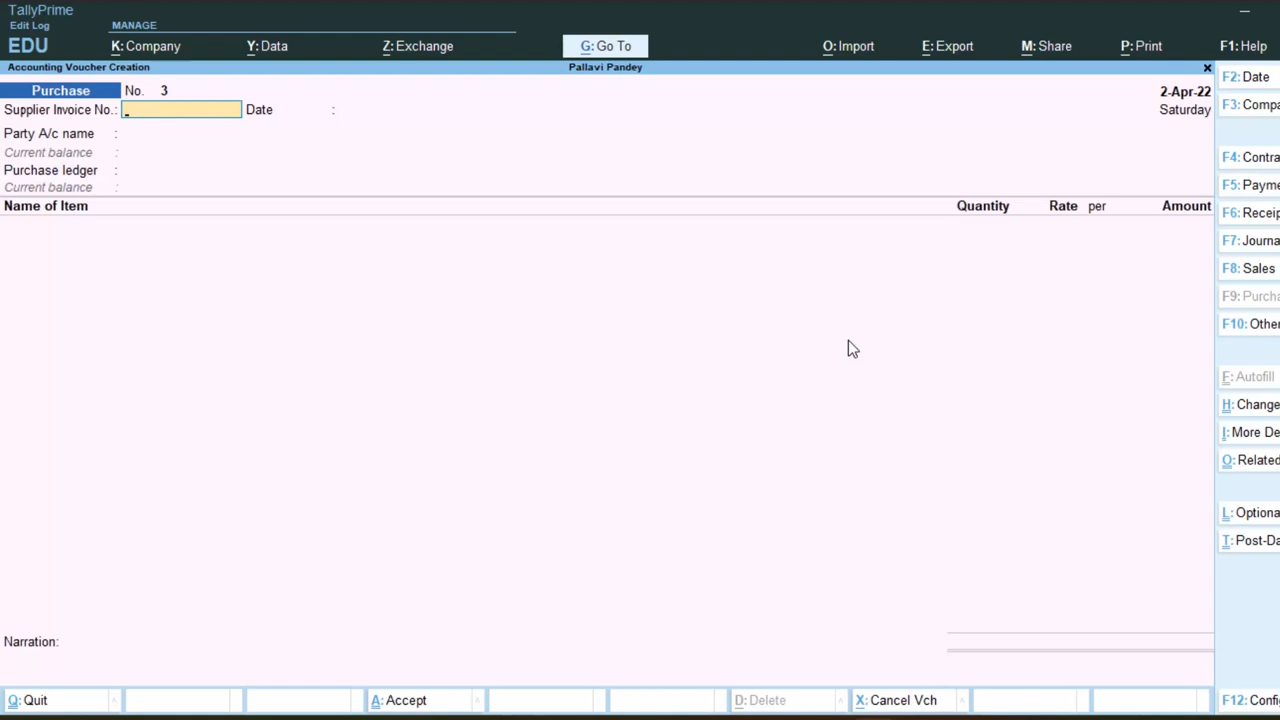 TallyPrime
Edit Log
MANAGE
EDU
K: Company
Y: Data
Z: Exchange
G: Go To
O: Import
E: Export
M: Share
P: Print
F1: Help
Accounting Voucher Creation
Pallavi Pandey
Purchase No. 3
2-Apr-22
Supplier Invoice No.: Date :
Saturday
Party A/c name :
Current balance :
Purchase ledger :
Current balance :
Name of Item Quantity Rate per Amount
Narration:
F2: Date
F3: Compa
F4: Contra
F5: Payme
F6: Receip
F7: Journa
F8: Sales
F9: Purcha
F10: Other
F: Autofill
H: Change
I: More De
O: Related
L: Optiona
T: Post-Da
Q: Quit
A: Accept
D: Delete
X: Cancel Vch
F12: Confi